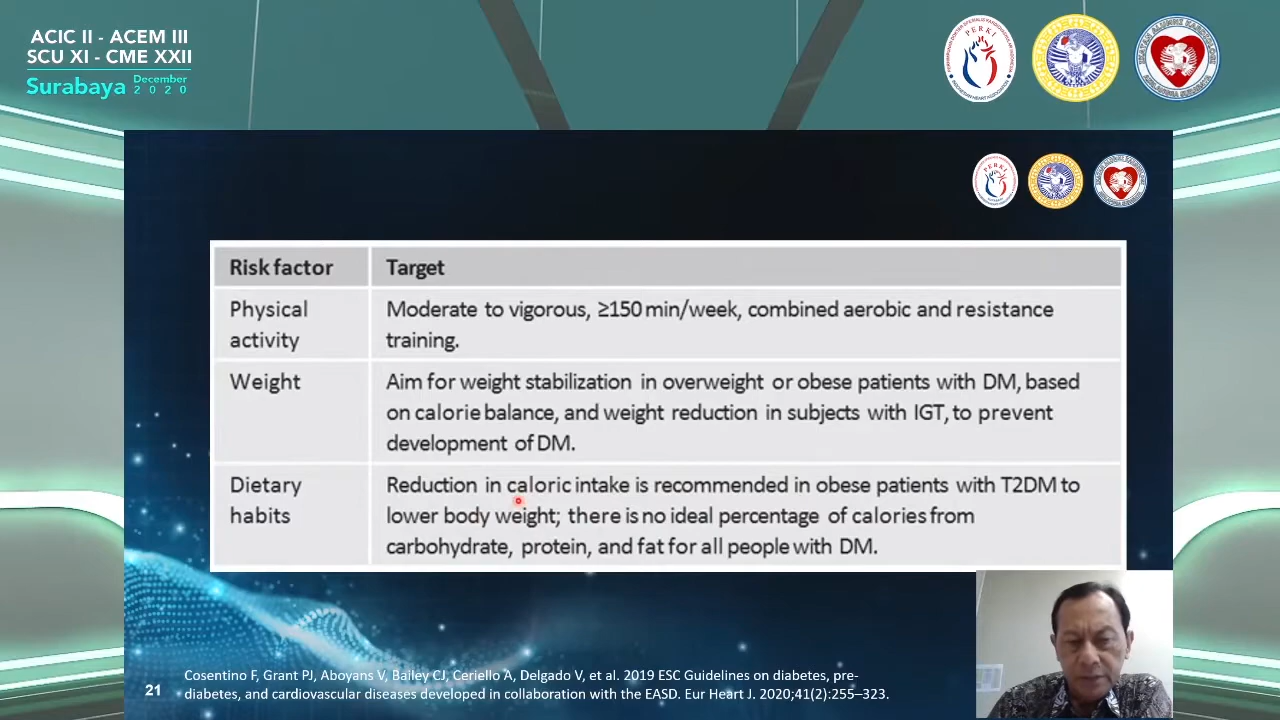 ACIC II - ACEM III
SCU XI - CME XXII
Surabaya December
2020
PERKI
PERKI
Risk factor Target
Physical activity Moderate to vigorous, ≥150 min/week, combined aerobic and resistance
training.
Weight Aim for weight stabilization in overweight or obese patients with DM, based
on calorie balance, and weight reduction in subjects with IGT, to prevent
development of DM.
Dietary habits Reduction in caloric intake is recommended in obese patients with T2DM to
lower body weight; there is no ideal percentage of calories from
carbohydrate, protein, and fat for all people with DM.
Cosentino F, Grant PJ, Aboyans V, Bailey CJ, Ceriello A, Delgado V, et al. 2019 ESC Guidelines on diabetes, pre-
21 diabetes, and cardiovascular diseases developed in collaboration with the EASD. Eur Heart J. 2020;41(2):255–323.